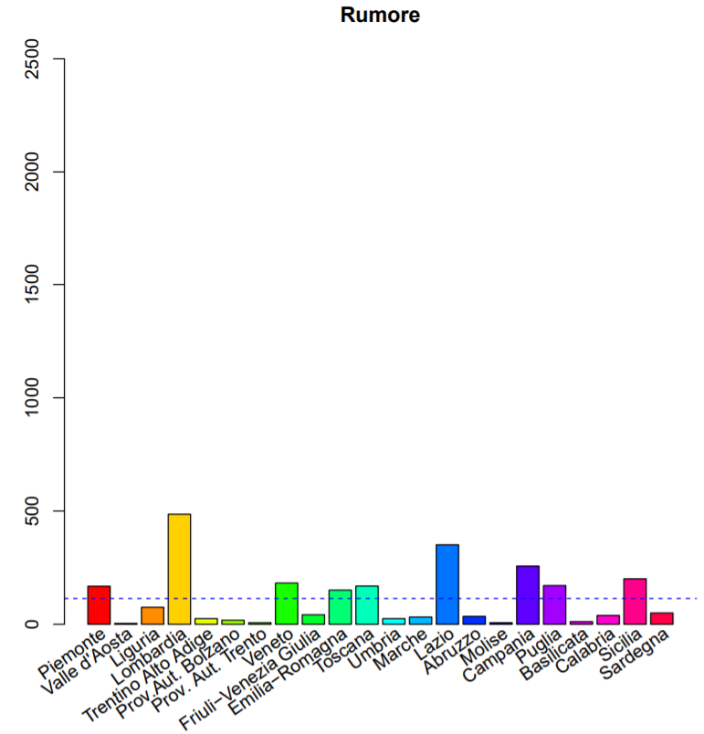 Rumore
2500
2000
1500
1000
500
0
Piemonte
Valle d'Aosta
Liguria
Lombardia
Trentino Alto Adige
Prov.Aut. Bolzano
Prov. Aut. Trento
Veneto
Friuli−Venezia Giulia
Emilia−Romagna
Toscana
Umbria
Marche
Lazio
Abruzzo
Molise
Campania
Puglia
Basilicata
Calabria
Sicilia
Sardegna